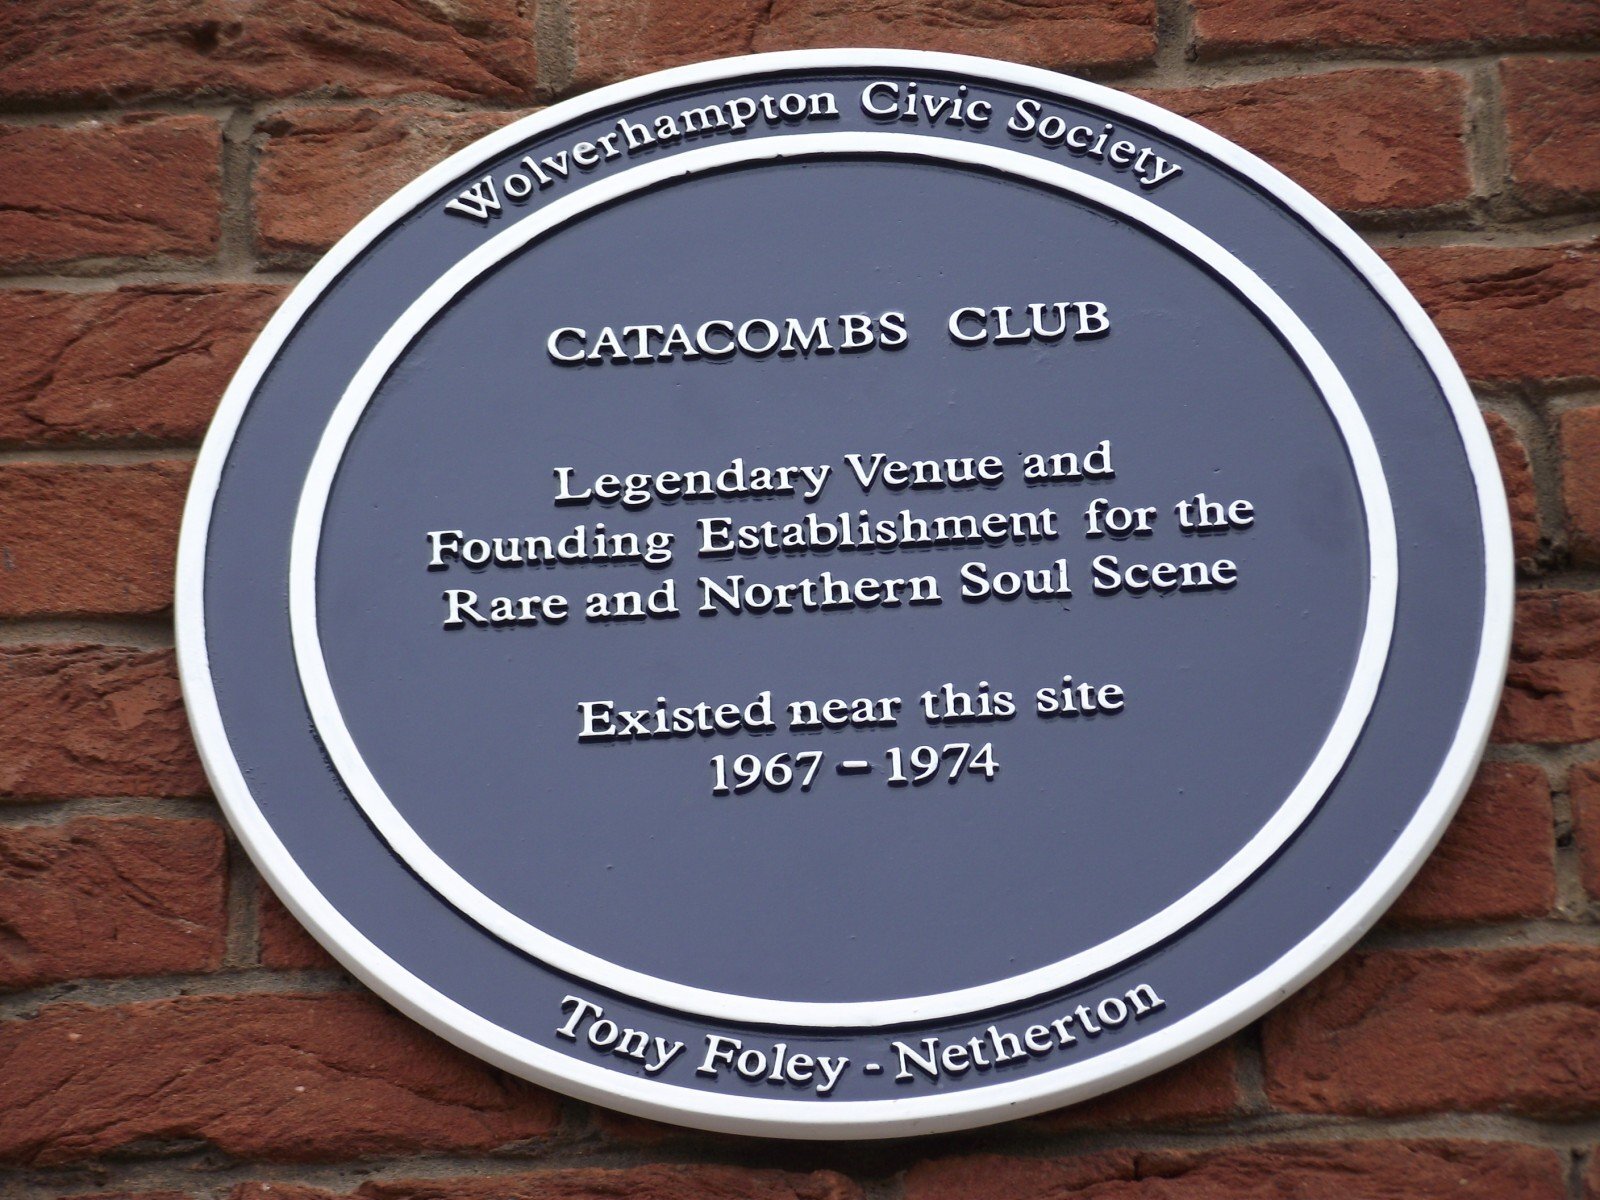 Wolverhampton Civic Society
CATACOMBS CLUB
Legendary Venue and
Founding Establishment for the
Rare and Northern Soul Scene
Existed near this site
1967 – 1974
Tony Foley - Netherton